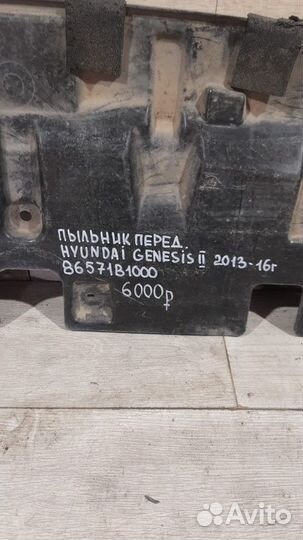 ПЫЛЬНИК ПЕРЕД.
HYUNDAI GENESIS II 2013-16г
86571B1000
6000р
Avito